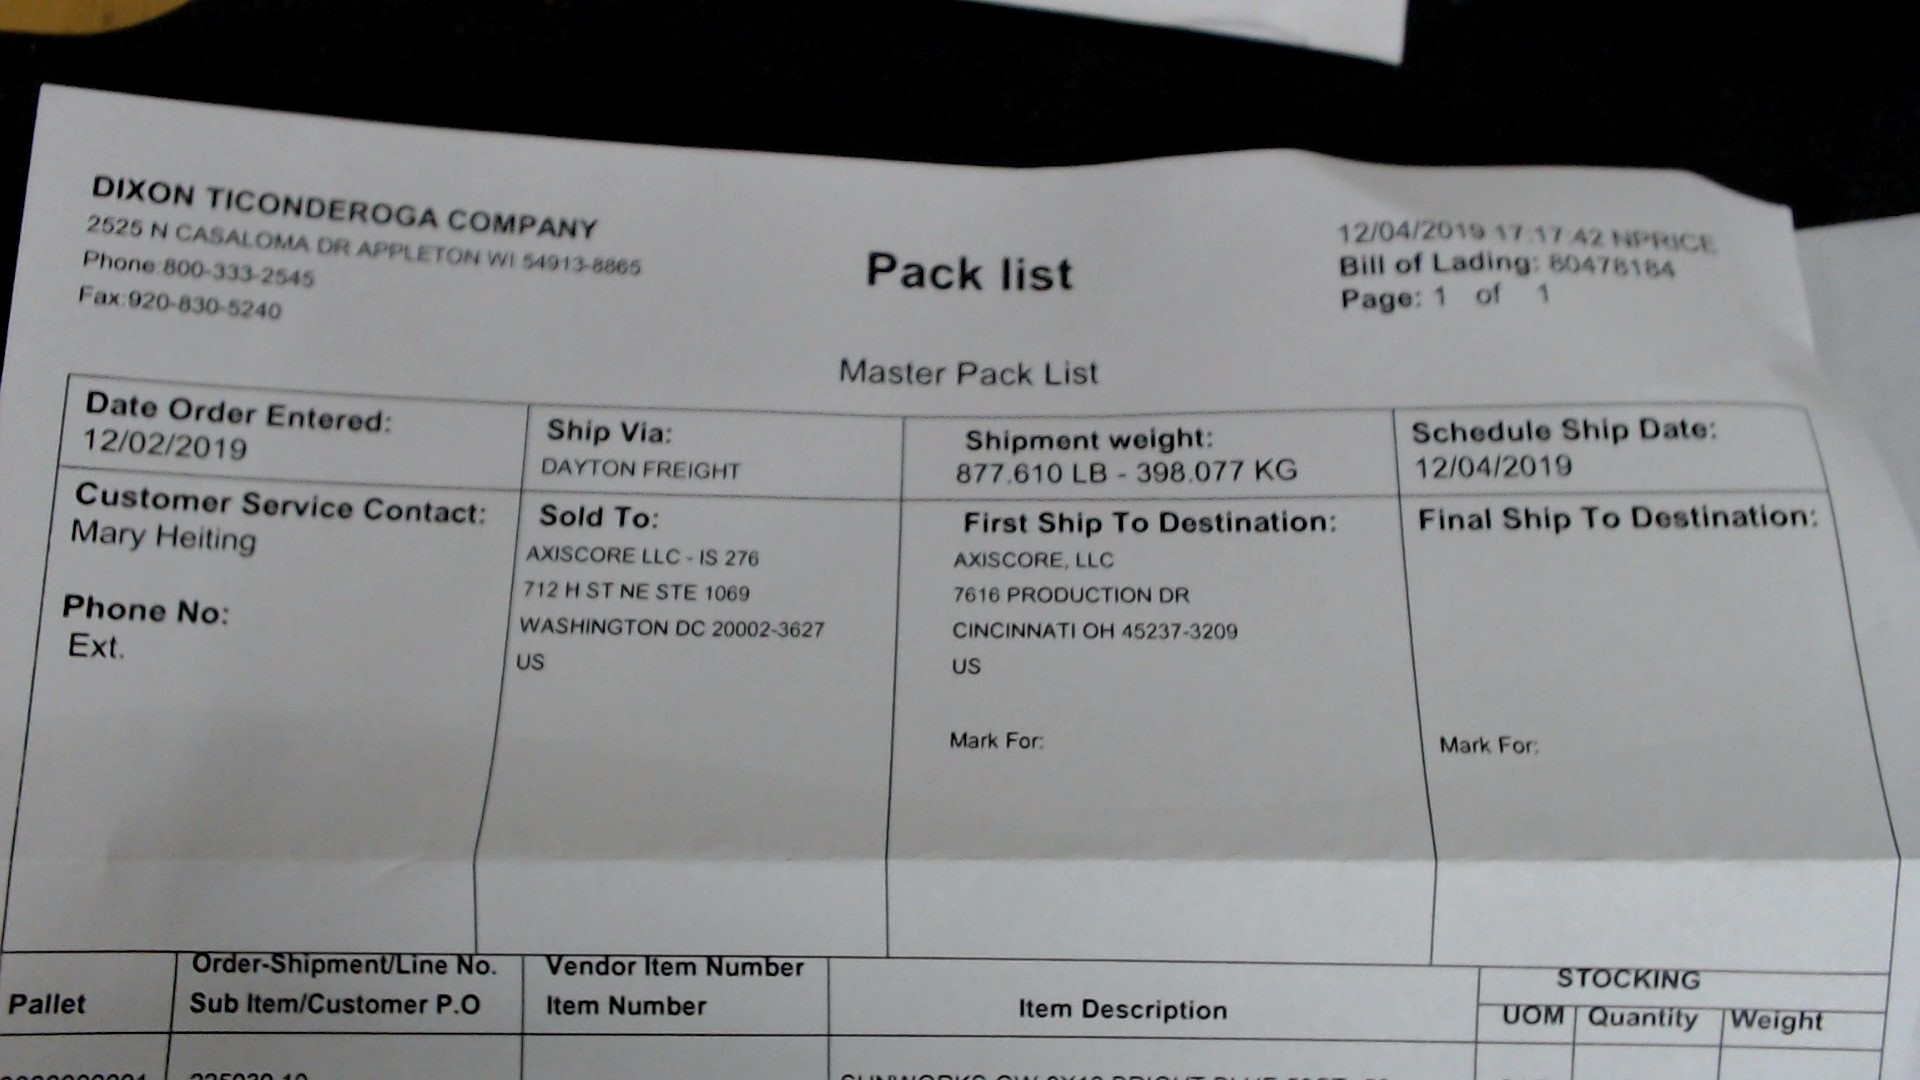 DIXON TICONDEROGA COMPANY
2525 N CASALOMA DR APPLETON WI 54913-8865
Phone:800-333-2545
Fax:920-830-5240
Pack list
12/04/2019 17:17:42 NPRICE
Bill of Lading: 80478184
Page: 1 of 1
Master Pack List
Date Order Entered:
12/02/2019
Ship Via:
DAYTON FREIGHT
Shipment weight:
877.610 LB - 398.077 KG
Schedule Ship Date:
12/04/2019
Customer Service Contact:
Mary Heiting
Phone No:
Ext.
Sold To:
AXISCORE LLC - IS 276
712 H ST NE STE 1069
WASHINGTON DC 20002-3627
US
First Ship To Destination:
AXISCORE, LLC
7616 PRODUCTION DR
CINCINNATI OH 45237-3209
US
Mark For:
Final Ship To Destination:
Mark For:
Pallet
Order-Shipment/Line No.
Sub Item/Customer P.O
Vendor Item Number
Item Number
Item Description
STOCKING
UOM Quantity Weight